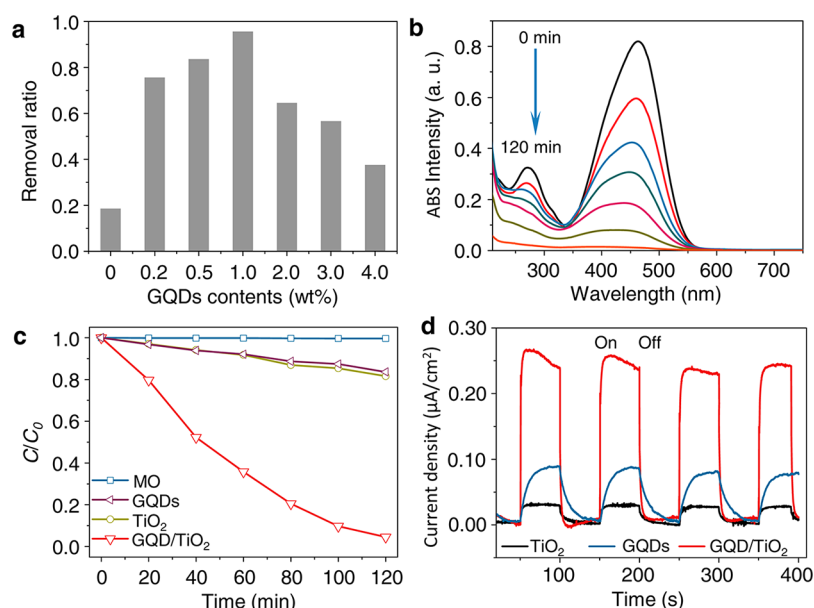 a
1.0
0.8
0.6
0.4
0.2
0.0
Removal ratio
0 0.2 0.5 1.0 2.0 3.0 4.0
GQDs contents (wt%)
b
0.8
0.6
0.4
0.2
0.0
ABS Intensity (a. u.)
0 min
120 min
300 400 500 600 700
Wavelength (nm)
c
1.0
0.8
0.6
0.4
0.2
0.0
C/C0
MO
GQDs
TiO2
GQD/TiO2
0 20 40 60 80 100 120
Time (min)
d
0.30
0.20
0.10
0.00
Current density (µA/cm²)
On Off
TiO2 GQDs GQD/TiO2
100 200 300 400
Time (s)